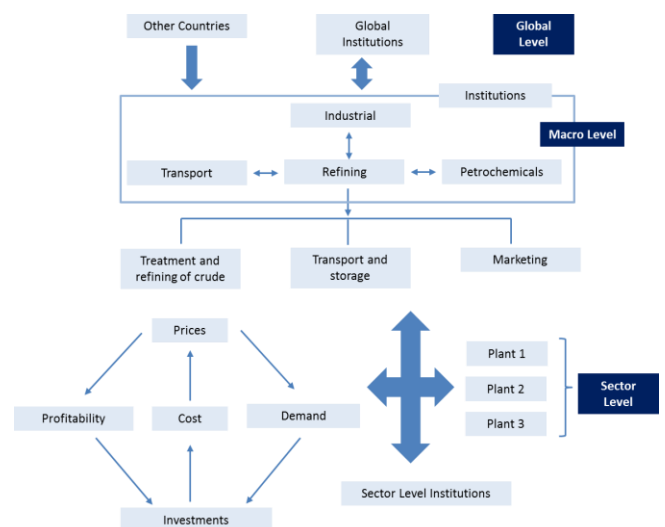 Other Countries
Global
Institutions
Global
Level
Institutions
Industrial
Macro Level
Transport
Refining
Petrochemicals
Treatment and
refining of crude
Transport and
storage
Marketing
Prices
Plant 1
Profitability
Cost
Demand
Plant 2
Sector
Level
Plant 3
Sector Level Institutions
Investments